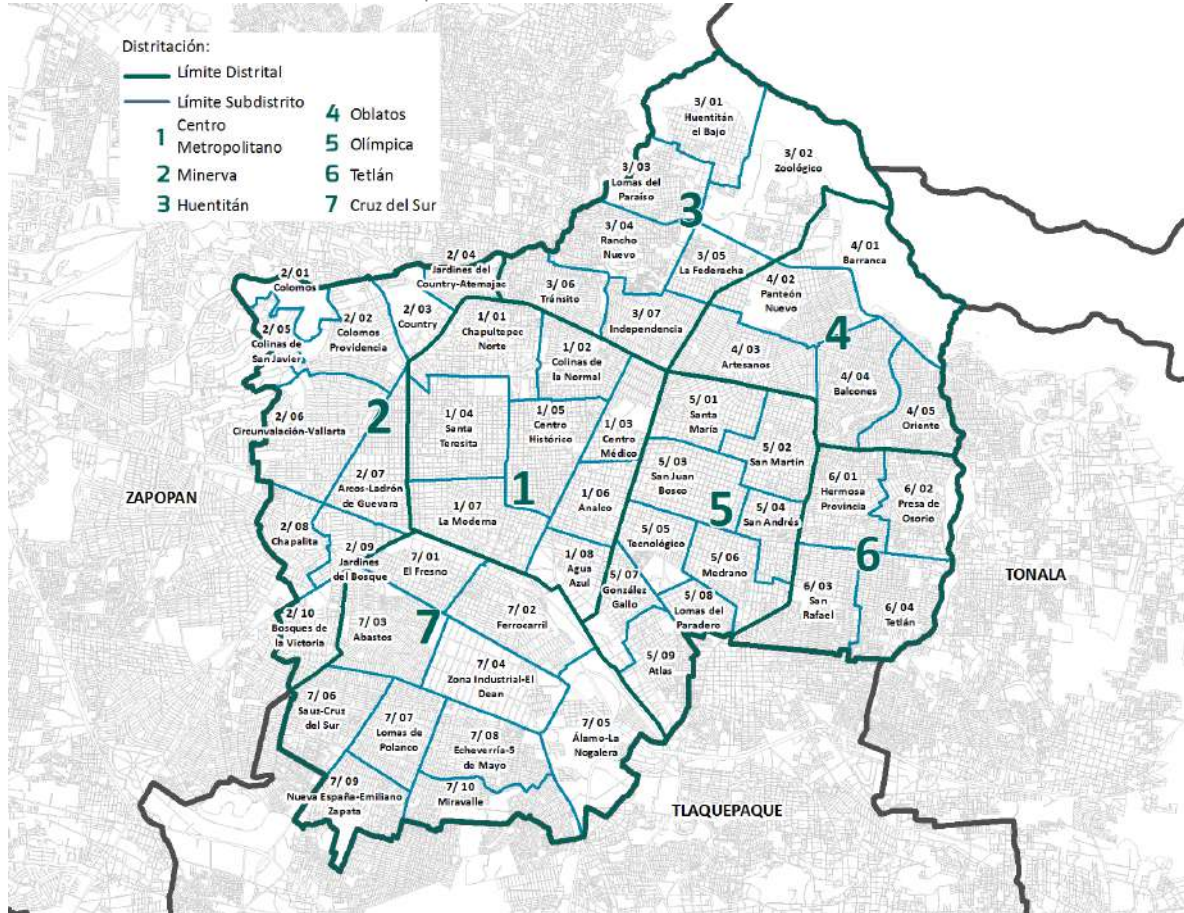 Distritación:
Límite Distrital
Límite Subdistrito
1 Centro
Metropolitano
2 Minerva
3 Huentitán
4 Oblatos
5 Olímpica
6 Tetlán
7 Cruz del Sur
3/ 01
Huentitán
el Bajo
3/ 02
Zoológico
3/ 03
Lomas del
Paraíso
3
3/ 04
Rancho
Nuevo
3/ 05
La Federacha
3/ 06
Tránsito
3/ 07
Independencia
4/ 01
Barranca
4/ 02
Panteón
Nuevo
4
4/ 03
Artesanos
4/ 04
Balcones
4/ 05
Oriente
2/ 01
Colomos
2/ 04
Jardines del
Country-Atemajac
2/ 05
Colinas de
San Javier
2/ 02
Colomos
Providencia
2/ 03
Country
2
2/ 06
Circunvalación-Vallarta
2/ 07
Arcos-Ladrón
de Guevara
2/ 08
Chapalita
2/ 09
Jardines
del Bosque
2/ 10
Bosques de
la Victoria
1/ 01
Chapultepec
Norte
1/ 02
Colinas de
la Normal
1/ 04
Santa
Teresita
1/ 05
Centro
Histórico
1/ 03
Centro
Médico
1
1/ 07
La Moderna
1/ 06
Analco
1/ 08
Agua
Azul
5/ 01
Santa
María
5/ 02
San Martín
5/ 03
San Juan
Bosco
5
5/ 04
San Andrés
5/ 05
Tecnológico
5/ 06
Medrano
5/ 07
González
Gallo
5/ 08
Lomas del
Paradero
5/ 09
Atlas
6/ 01
Hermosa
Provincia
6/ 02
Presa de
Osorio
6
6/ 03
San
Rafael
6/ 04
Tetlán
7/ 01
El Fresno
7/ 02
Ferrocarril
7/ 03
Abastos
7
7/ 04
Zona Industrial-El
Dean
7/ 05
Álamo-La
Nogalera
7/ 06
Sauz-Cruz
del Sur
7/ 07
Lomas de
Polanco
7/ 08
Echeverría-5
de Mayo
7/ 09
Nueva España-Emiliano
Zapata
7/ 10
Miravalle
ZAPOPAN
TONALA
TLAQUEPAQUE